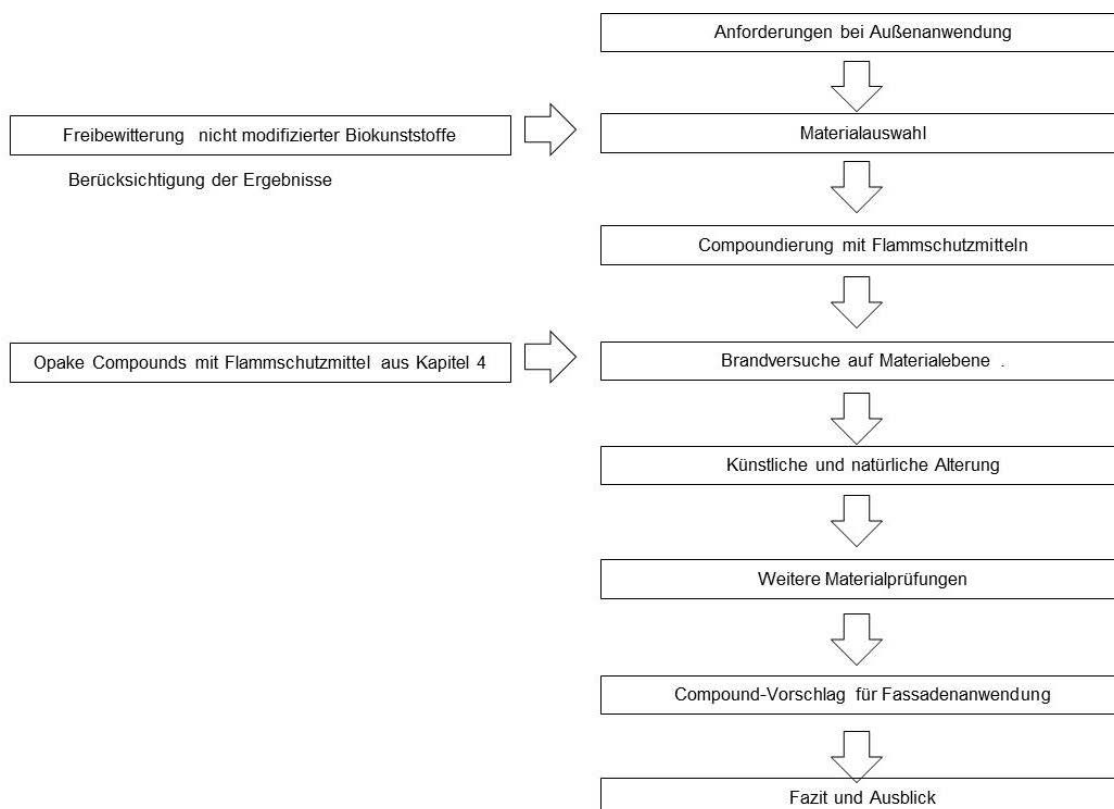 Anforderungen bei Außenanwendung
Freibewitterung nicht modifizierter Biokunststoffe
Materialauswahl
Berücksichtigung der Ergebnisse
Compoundierung mit Flammschutzmitteln
Opake Compounds mit Flammschutzmittel aus Kapitel 4
Brandversuche auf Materialebene .
Künstliche und natürliche Alterung
Weitere Materialprüfungen
Compound-Vorschlag für Fassadenanwendung
Fazit und Ausblick